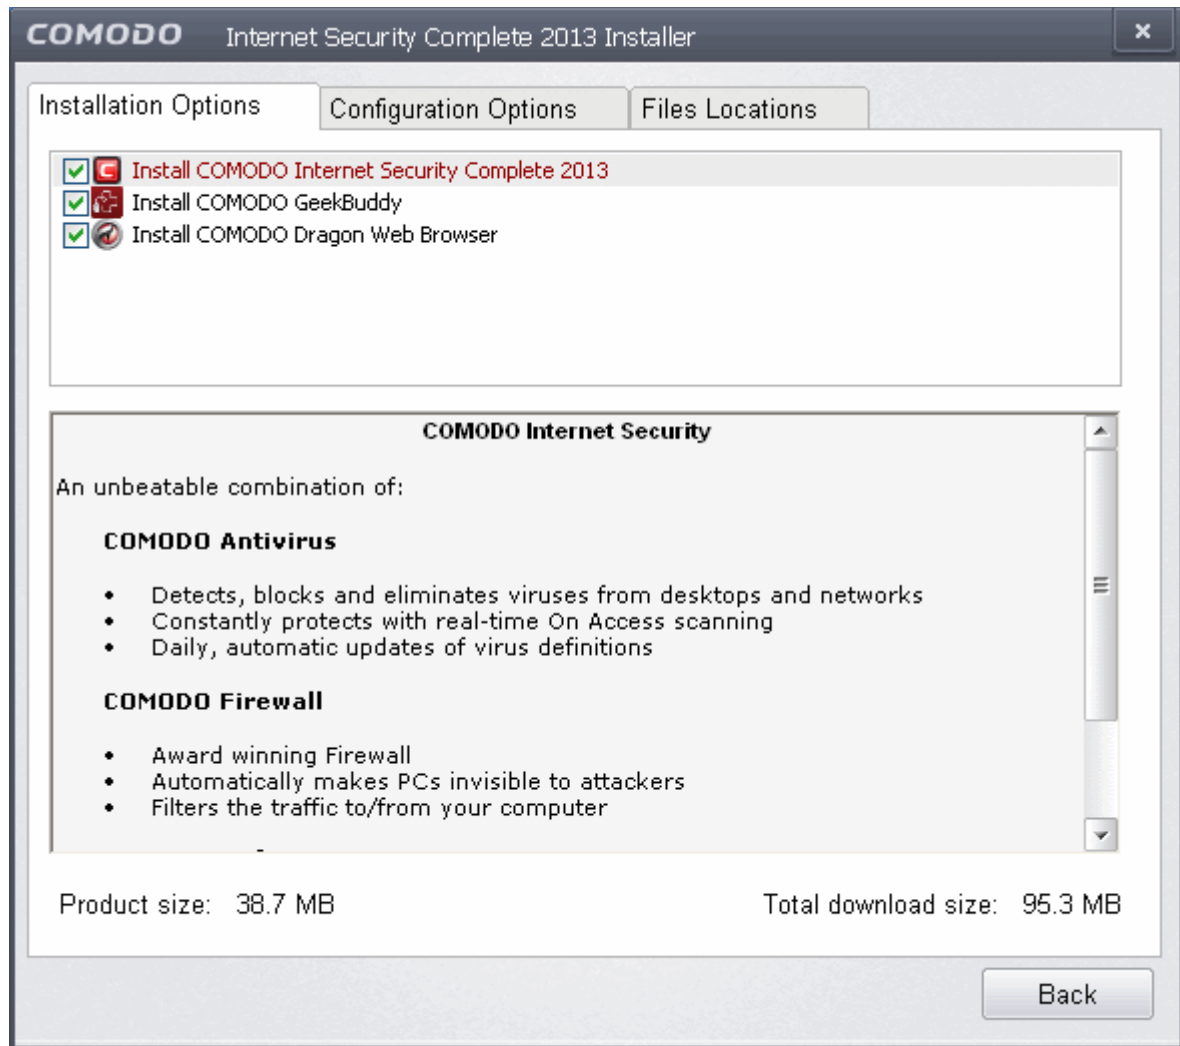 COMODO Internet Security Complete 2013 Installer
Installation Options Configuration Options Files Locations
Install COMODO Internet Security Complete 2013
Install COMODO GeekBuddy
Install COMODO Dragon Web Browser
COMODO Internet Security
An unbeatable combination of:
COMODO Antivirus
• Detects, blocks and eliminates viruses from desktops and networks
• Constantly protects with real-time On Access scanning
• Daily, automatic updates of virus definitions
COMODO Firewall
• Award winning Firewall
• Automatically makes PCs invisible to attackers
• Filters the traffic to/from your computer
Product size: 38.7 MB Total download size: 95.3 MB
Back